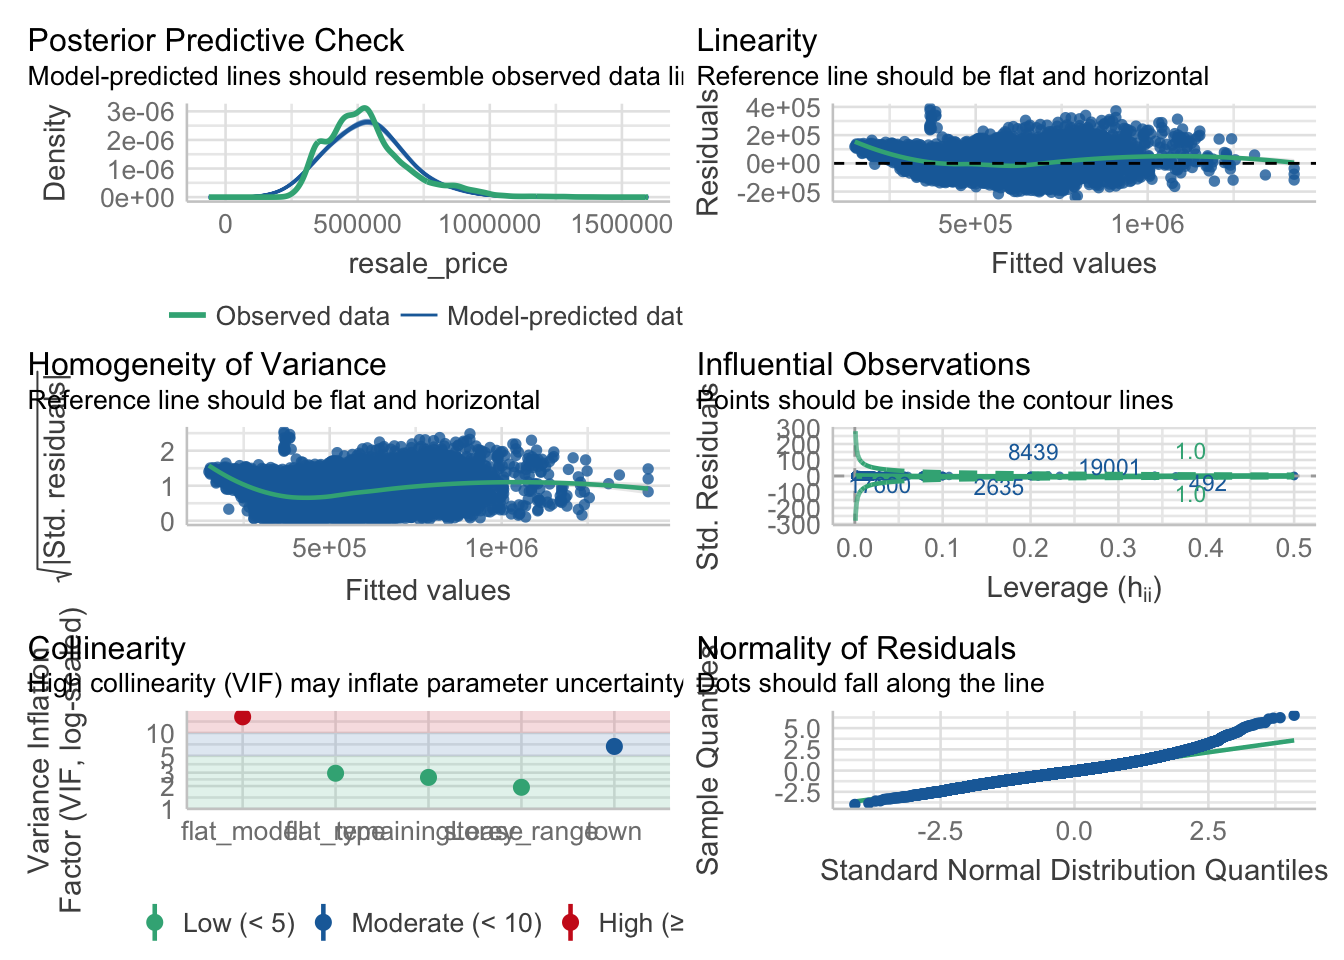 Posterior Predictive Check
Model-predicted lines should resemble observed data li
Density
3e-06
2e-06
1e-06
0e+00
0
500000
1000000
1500000
resale_price
Observed data
Model-predicted dat
Linearity
Reference line should be flat and horizontal
Residuals
4e+05
2e+05
0e+00
-2e+05
5e+05
1e+06
Fitted values
Homogeneity of Variance
Reference line should be flat and horizontal
√|Std. residuals|
2
1
0
5e+05
1e+06
Fitted values
Influential Observations
Points should be inside the contour lines
Std. Residuals
300
200
100
0
-100
-200
-300
8439
19001
2635
492
1.0
1.0
0.0
0.1
0.2
0.3
0.4
0.5
Leverage (hᵢᵢ)
Collinearity
High collinearity (VIF) may inflate parameter uncertainty
Variance Inflation
Factor (VIF, log-scaled)
10
5
3
2
1
flat_model
flat_type
town
Low (< 5)
Moderate (< 10)
High (≥
Normality of Residuals
Dots should fall along the line
Sample Quantiles
5.0
2.5
0.0
-2.5
-2.5
0.0
2.5
Standard Normal Distribution Quantiles